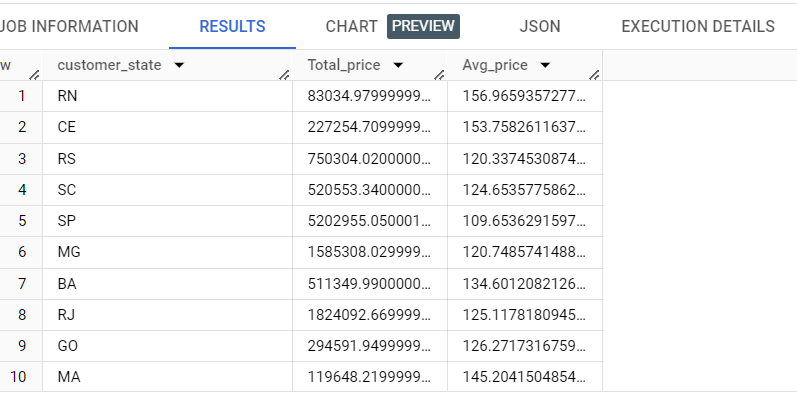 JOB INFORMATION RESULTS CHART PREVIEW JSON EXECUTION DETAILS
w customer_state Total_price Avg_price
1 RN 83034.97999999... 156.9659357277...
2 CE 227254.7099999... 153.7582611637...
3 RS 750304.0200000... 120.3374530874...
4 SC 520553.3400000... 124.6535775862...
5 SP 5202955.050001... 109.6536291597...
6 MG 1585308.029999... 120.7485741488...
7 BA 511349.9900000... 134.6012082126...
8 RJ 1824092.669999... 125.1178180945...
9 GO 294591.9499999... 126.2717316759...
10 MA 119648.2199999... 145.2041504854...